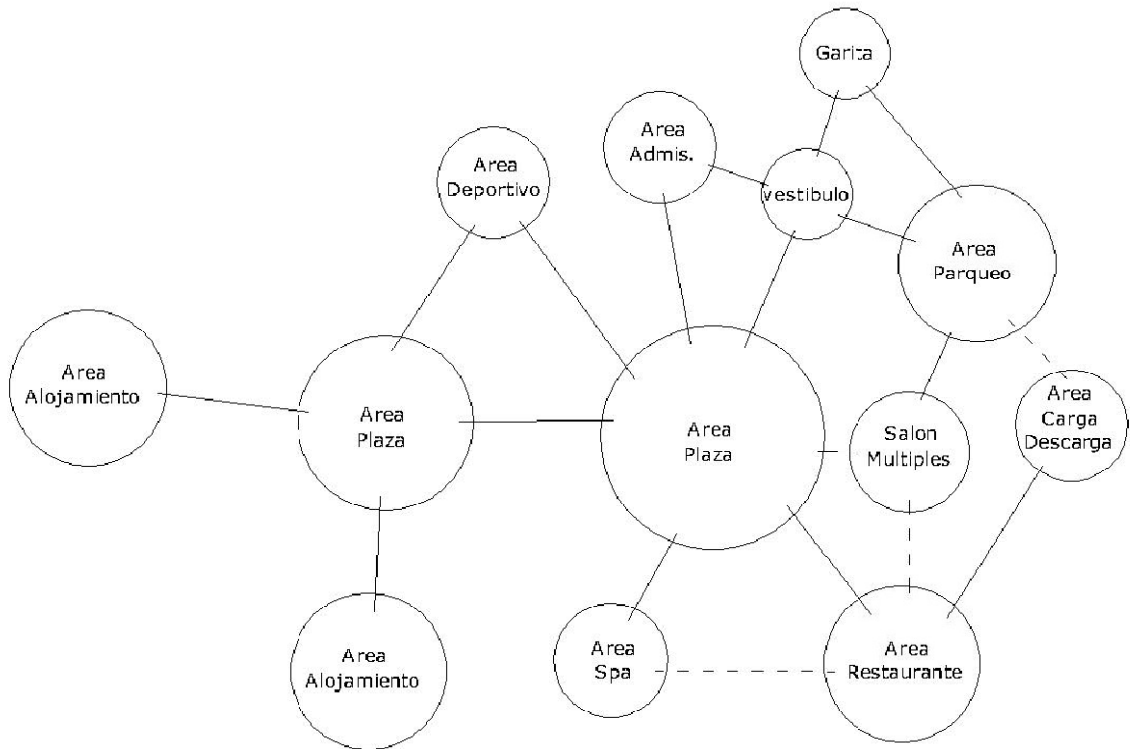 Garita
Area
Admis.
Area
Deportivo
vestibulo
Area
Parqueo
Area
Alojamiento
Area
Plaza
Area
Plaza
Salon
Multiples
Area
Carga
Descarga
Area
Alojamiento
Area
Spa
Area
Restaurante